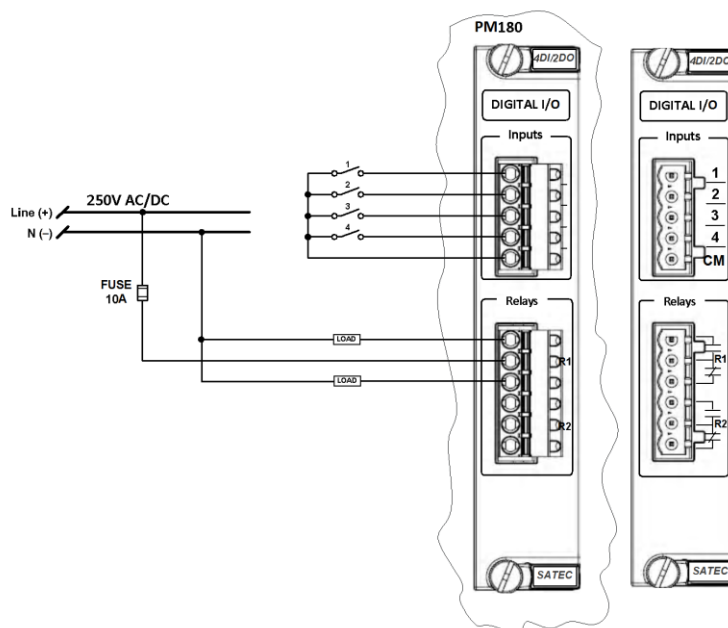 PM180
4DI/2DO
DIGITAL I/O
Inputs
1
2
3
4
250V AC/DC
Line (+)
N (–)
FUSE
10A
Relays
LOAD
R1
LOAD
R2
SATEC
4DI/2DO
DIGITAL I/O
Inputs
1
2
3
4
CM
Relays
R1
R2
SATEC